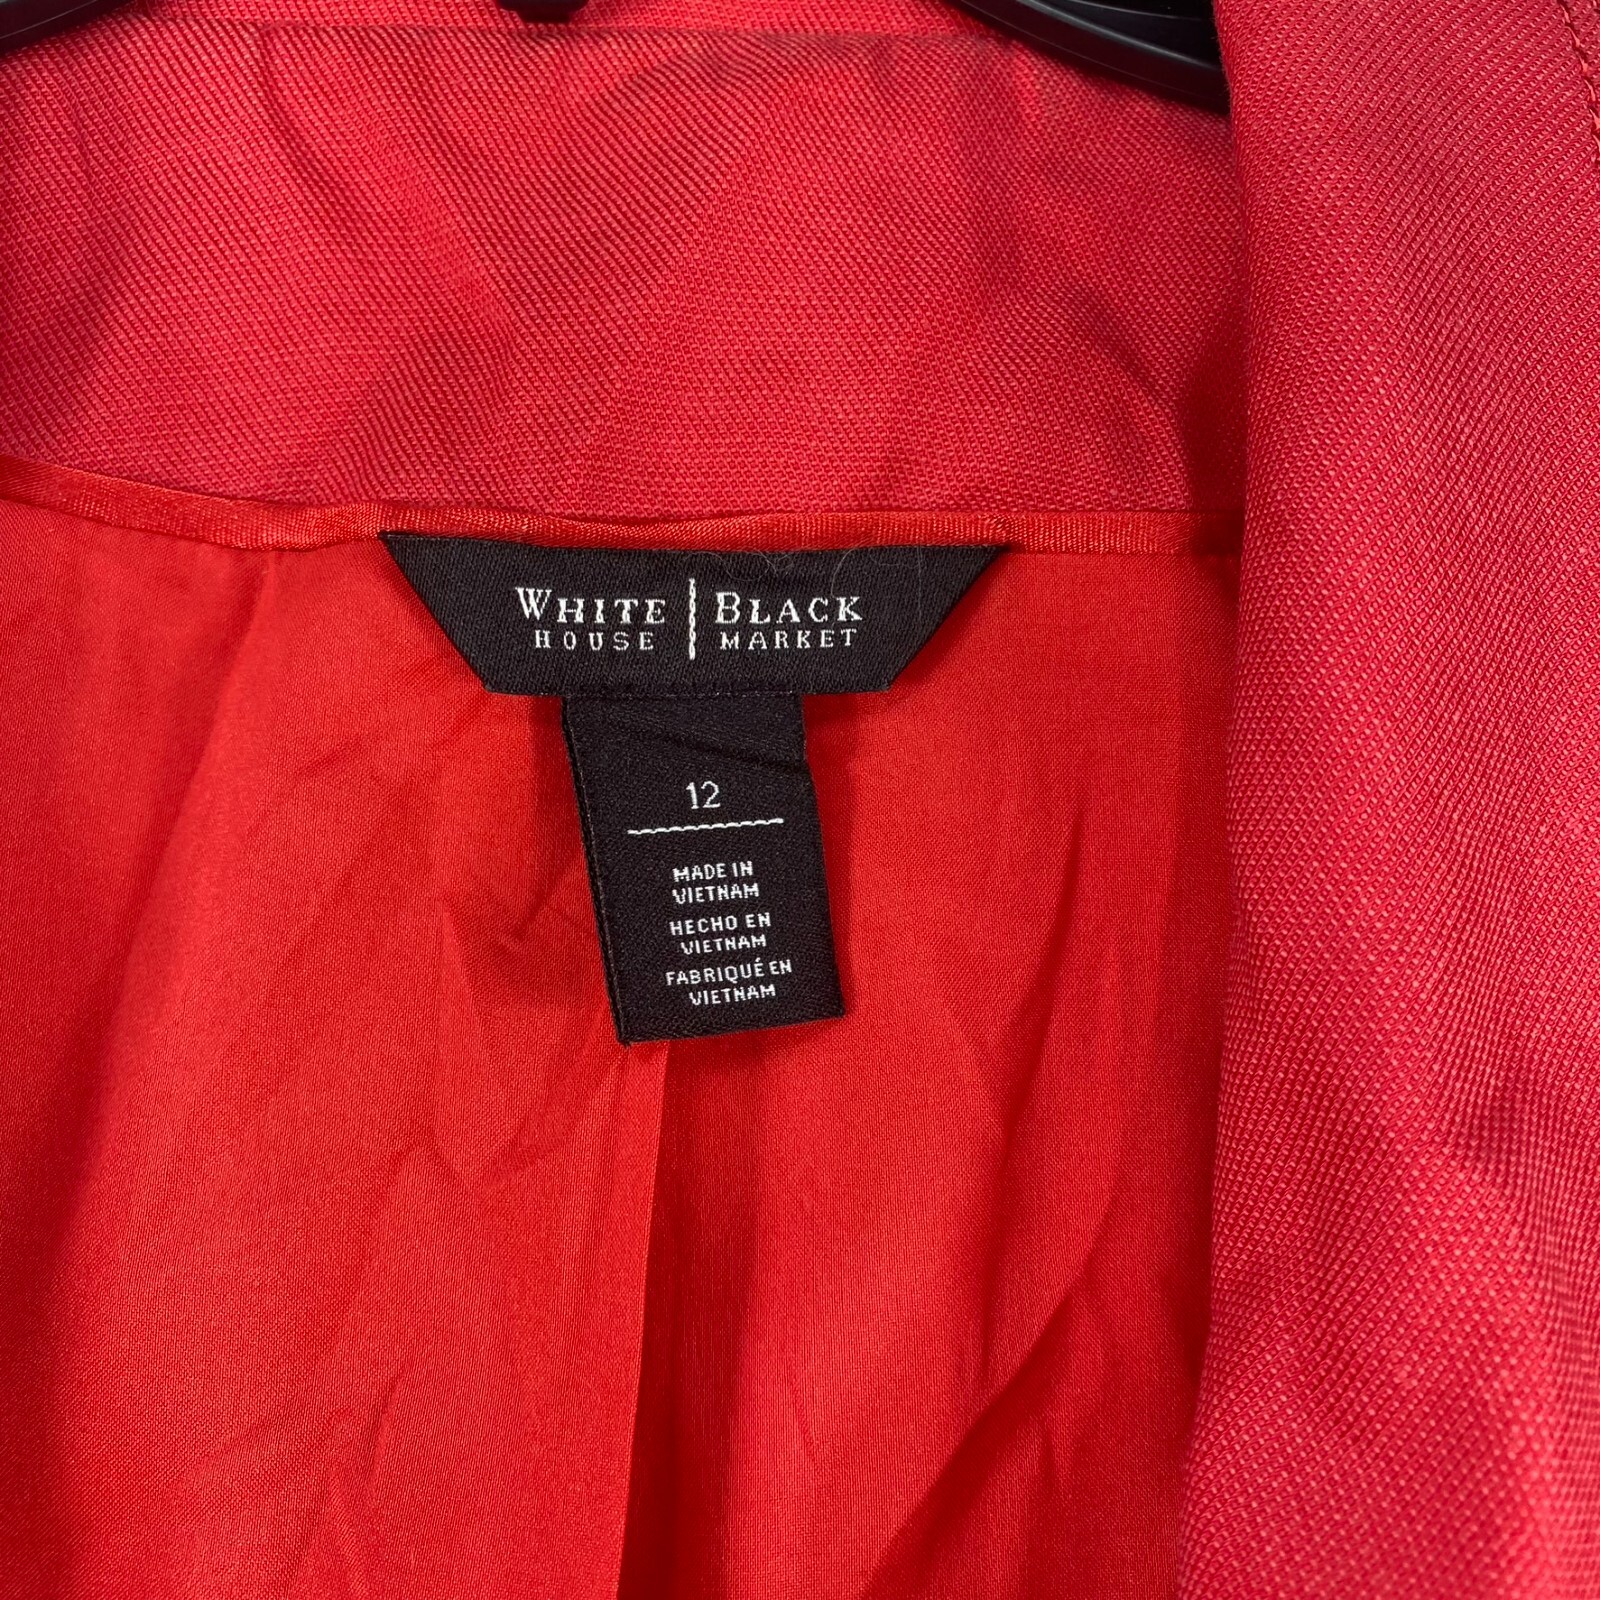 WHITE | BLACK
HOUSE | MARKET
12
MADE IN
VIETNAM
HECHO EN
VIETNAM
FABRIQUÉ EN
VIETNAM